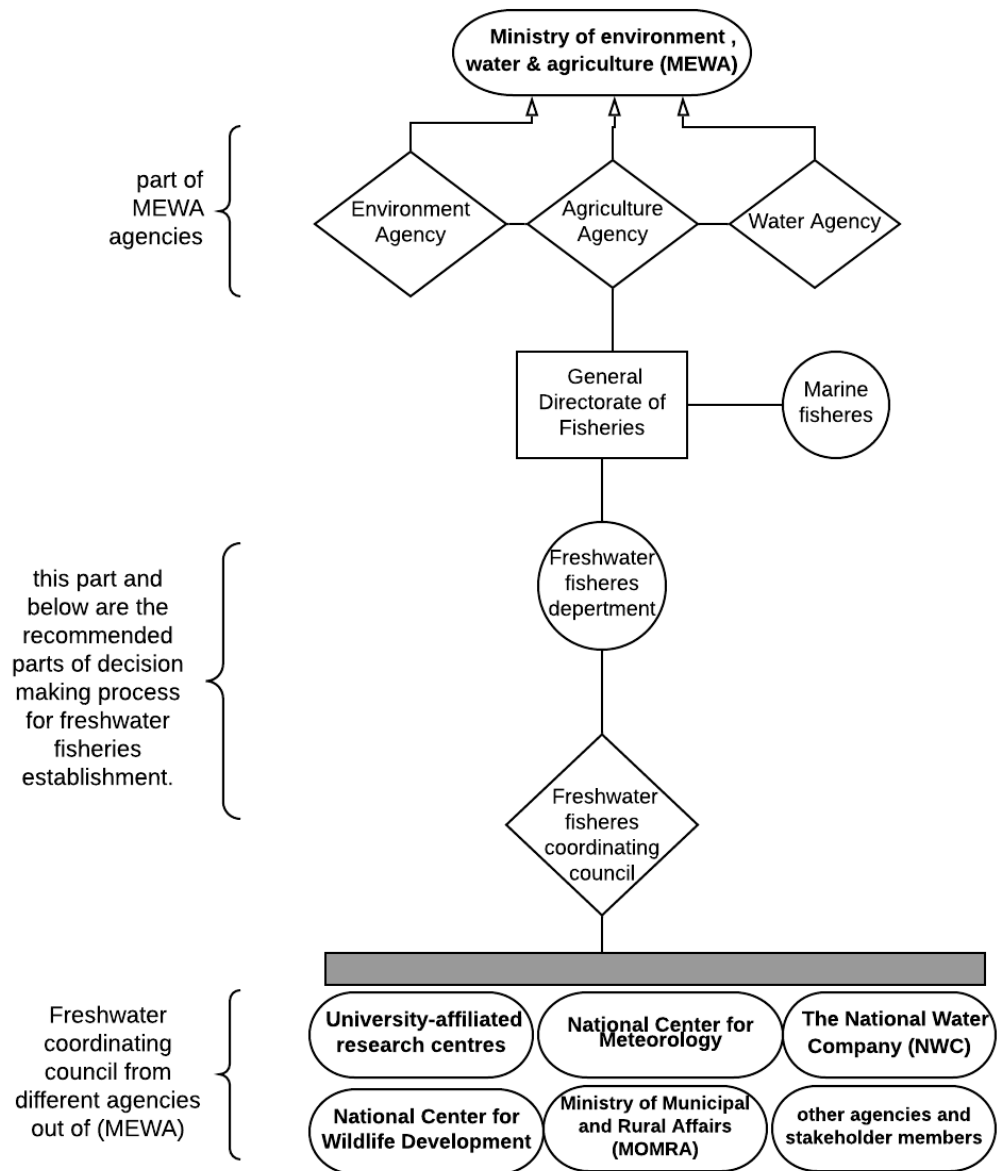 Ministry of environment ,
water & agriculture (MEWA)
part of
MEWA
agencies
Environment
Agency
Agriculture
Agency
Water Agency
General
Directorate of
Fisheries
Marine
fisheres
this part and
below are the
recommended
parts of decision
making process
for freshwater
fisheries
establishment.
Freshwater
fisheres
depertment
Freshwater
fisheres
coordinating
council
Freshwater
coordinating
council from
different agencies
out of (MEWA)
University-affiliated
research centres
National Center for
Meteorology
The National Water
Company (NWC)
National Center for
Wildlife Development
Ministry of Municipal
and Rural Affairs
(MOMRA)
other agencies and
stakeholder members